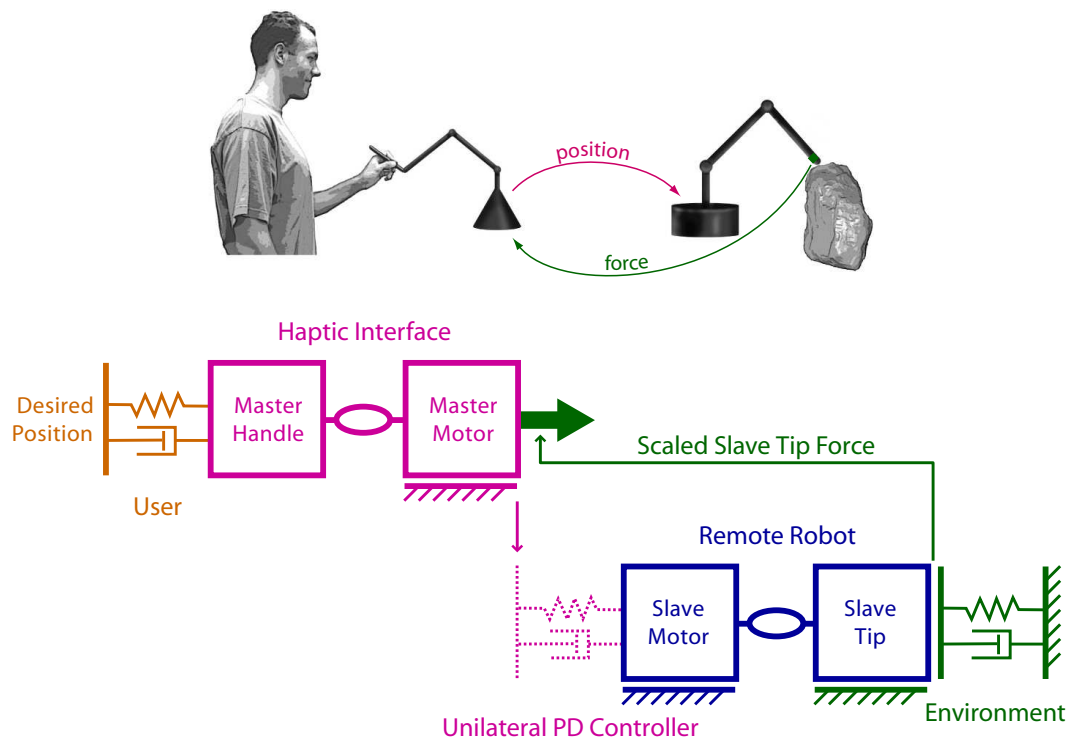 position
force
Haptic Interface
Desired
Position
Master
Handle
Master
Motor
Scaled Slave Tip Force
User
Remote Robot
Slave
Motor
Slave
Tip
Unilateral PD Controller
Environment